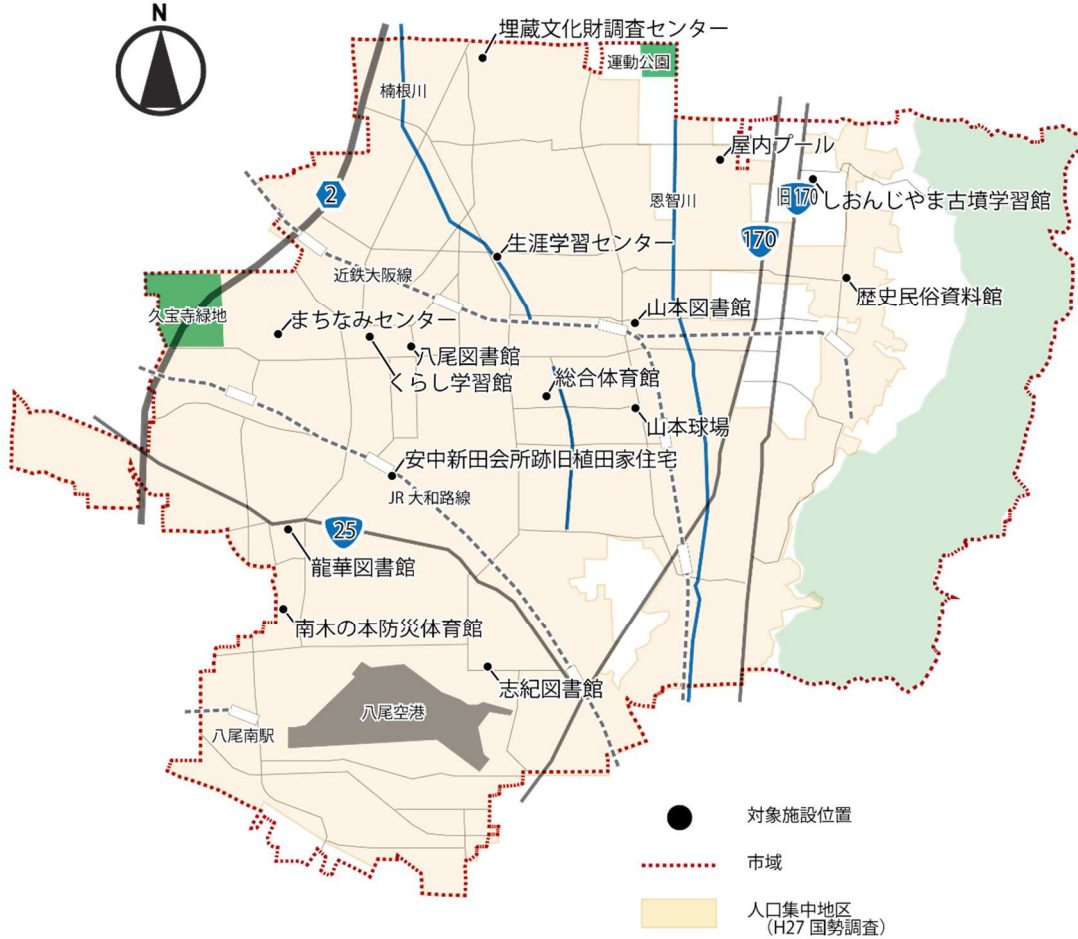 N
埋蔵文化財調査センター
運動公園
楠根川
屋内プール
2
恩智川
旧170
しおんじやま古墳学習館
170
生涯学習センター
近鉄大阪線
歴史民俗資料館
久宝寺緑地
まちなみセンター
山本図書館
八尾図書館
くらし学習館
総合体育館
山本球場
安中新田会所跡旧植田家住宅
JR大和路線
25
龍華図書館
南木の本防災体育館
志紀図書館
八尾空港
八尾南駅
対象施設位置
市域
人口集中地区
(H27 国勢調査)